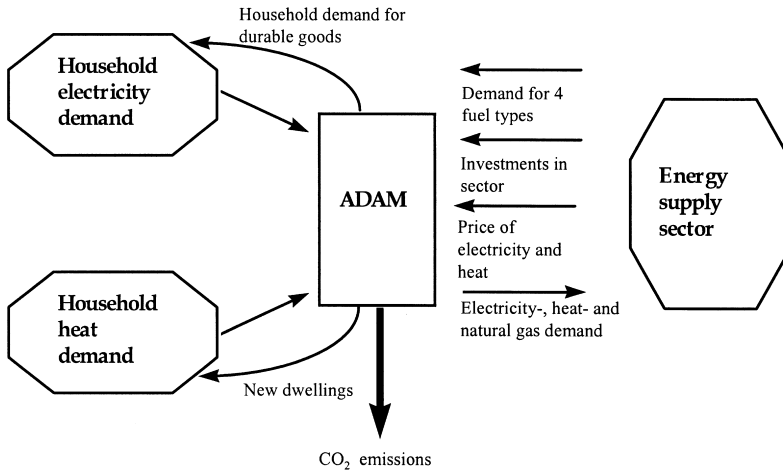 Household demand for
durable goods
Household
electricity
demand
ADAM
Demand for 4
fuel types
Investments in
sector
Price of
electricity and
heat
Electricity-, heat- and
natural gas demand
Energy
supply
sector
Household
heat
demand
New dwellings
CO₂ emissions